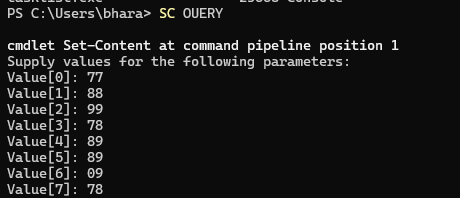 PS C:\Users\bhara> SC OUERY
cmdlet Set-Content at command pipeline position 1
Supply values for the following parameters:
Value[0]: 77
Value[1]: 88
Value[2]: 99
Value[3]: 78
Value[4]: 89
Value[5]: 89
Value[6]: 09
Value[7]: 78